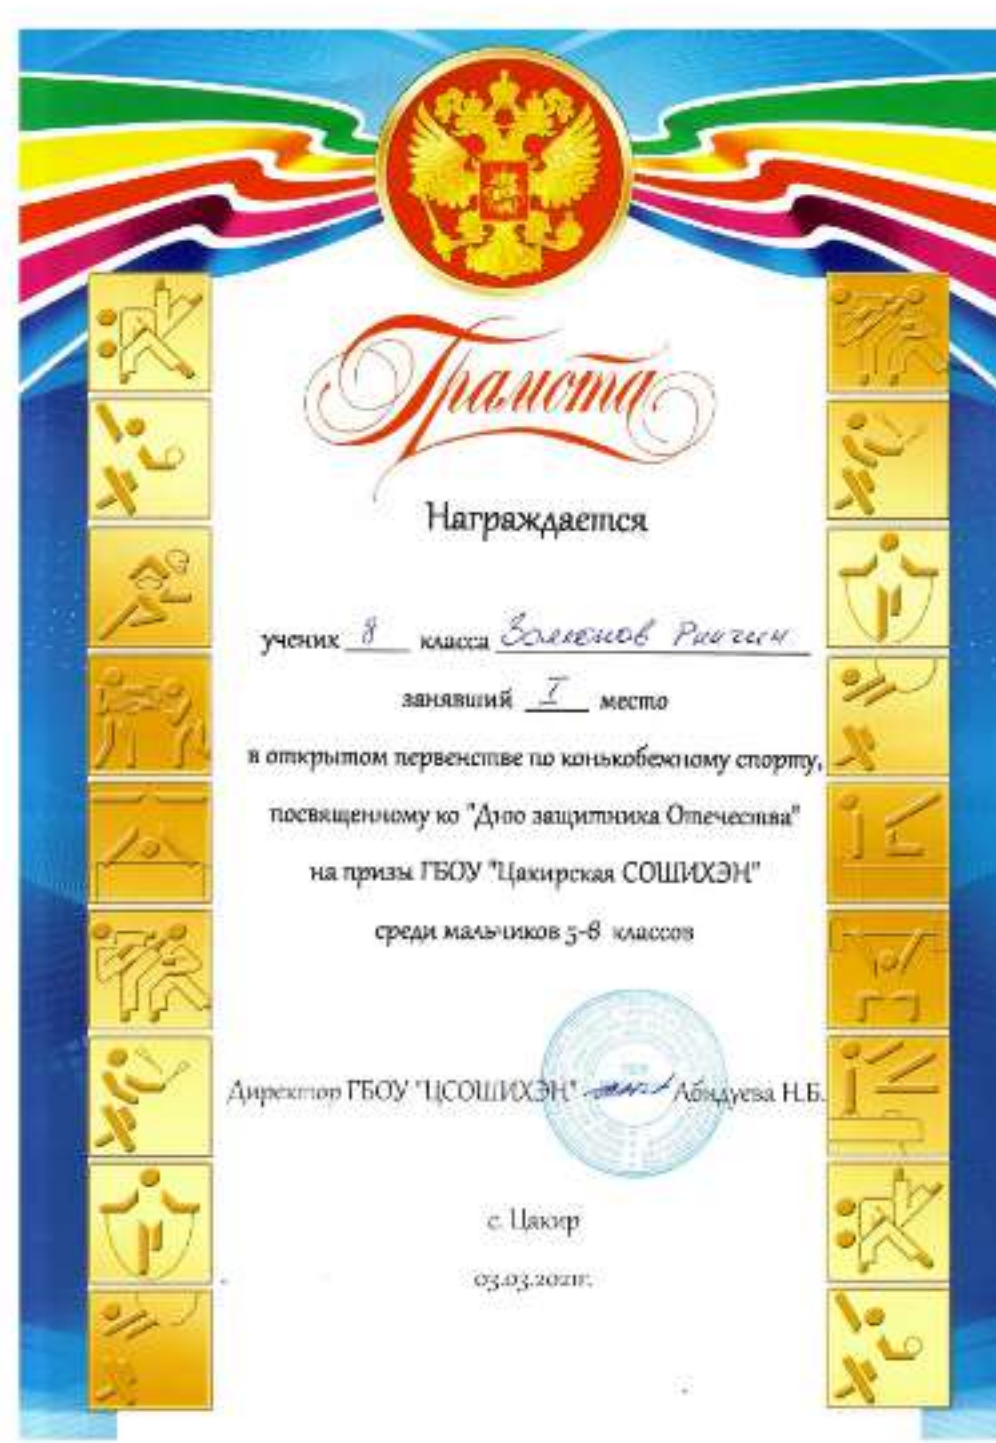 Грамота
Награждается
ученик 8 класса Золтонов Ринчин
занявший I место
в открытом первенстве по конькобежному спорту,
посвященному ко "Дню защитника Отечества"
на призы ГБОУ "Цакирская СОШИХЭН"
среди мальчиков 5-8 классов
Директор ГБОУ "ЦСОШИХЭН" Абидуева Н.Б.
с. Цакир
03.03.2021г.